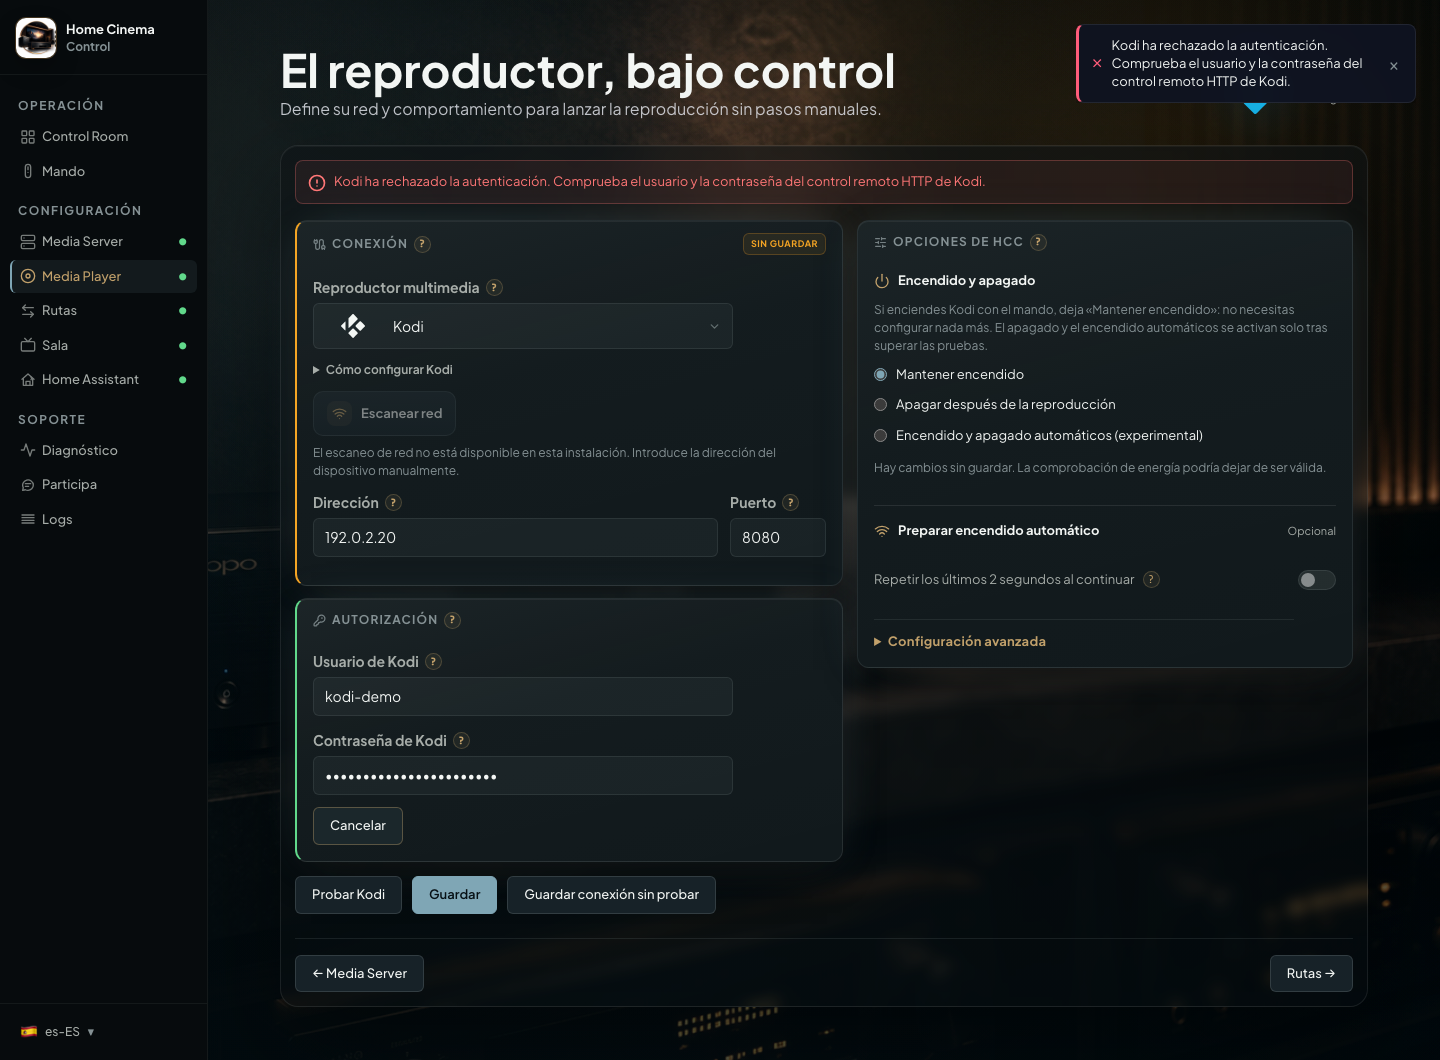 Home Cinema
Control
OPERACIÓN
Control Room
Mando
CONFIGURACIÓN
Media Server
Media Player
Rutas
Sala
Home Assistant
SOPORTE
Diagnóstico
Participa
Logs
es-ES
El reproductor, bajo control
Define su red y comportamiento para lanzar la reproducción sin pasos manuales.
Kodi ha rechazado la autenticación.
Comprueba el usuario y la contraseña del
control remoto HTTP de Kodi.
Kodi ha rechazado la autenticación. Comprueba el usuario y la contraseña del control remoto HTTP de Kodi.
CONEXIÓN ?
SIN GUARDAR
Reproductor multimedia ?
Kodi
Cómo configurar Kodi
Escanear red
El escaneo de red no está disponible en esta instalación. Introduce la dirección del
dispositivo manualmente.
Dirección ?
Puerto ?
192.0.2.20
8080
AUTORIZACIÓN ?
Usuario de Kodi ?
kodi-demo
Contraseña de Kodi ?
•••••••••••••••••••••••
Cancelar
Probar Kodi
Guardar
Guardar conexión sin probar
← Media Server
Rutas →
OPCIONES DE HCC ?
Encendido y apagado
Si enciendes Kodi con el mando, deja «Mantener encendido»: no necesitas
configurar nada más. El apagado y el encendido automáticos se activan solo tras
superar las pruebas.
Mantener encendido
Apagar después de la reproducción
Encendido y apagado automáticos (experimental)
Hay cambios sin guardar. La comprobación de energía podría dejar de ser válida.
Preparar encendido automático
Opcional
Repetir los últimos 2 segundos al continuar ?
Configuración avanzada